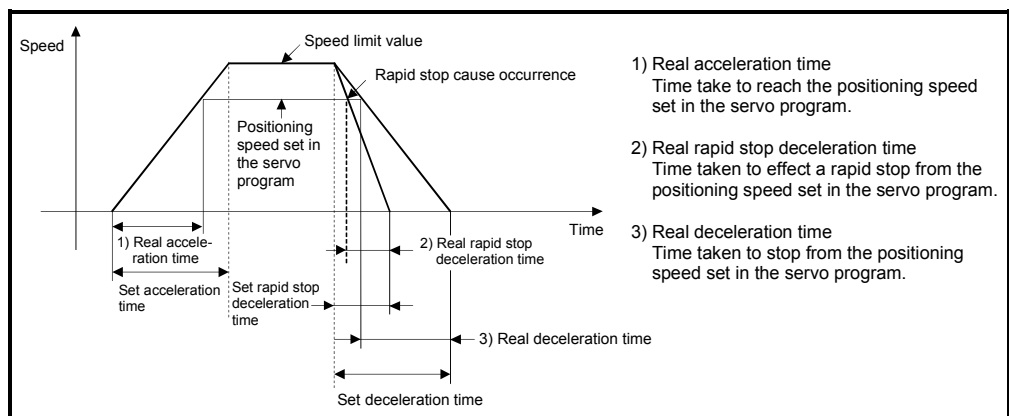 Speed
Speed limit value
Rapid stop cause occurrence
Positioning
speed set in
the servo
program
Time
1) Real accele-
ration time
Set acceleration
time
Set rapid stop
deceleration
time
2) Real rapid stop
deceleration time
3) Real deceleration time
Set deceleration time
1) Real acceleration time
Time take to reach the positioning speed
set in the servo program.
2) Real rapid stop deceleration time
Time taken to effect a rapid stop from the
positioning speed set in the servo program.
3) Real deceleration time
Time taken to stop from the positioning
speed set in the servo program.